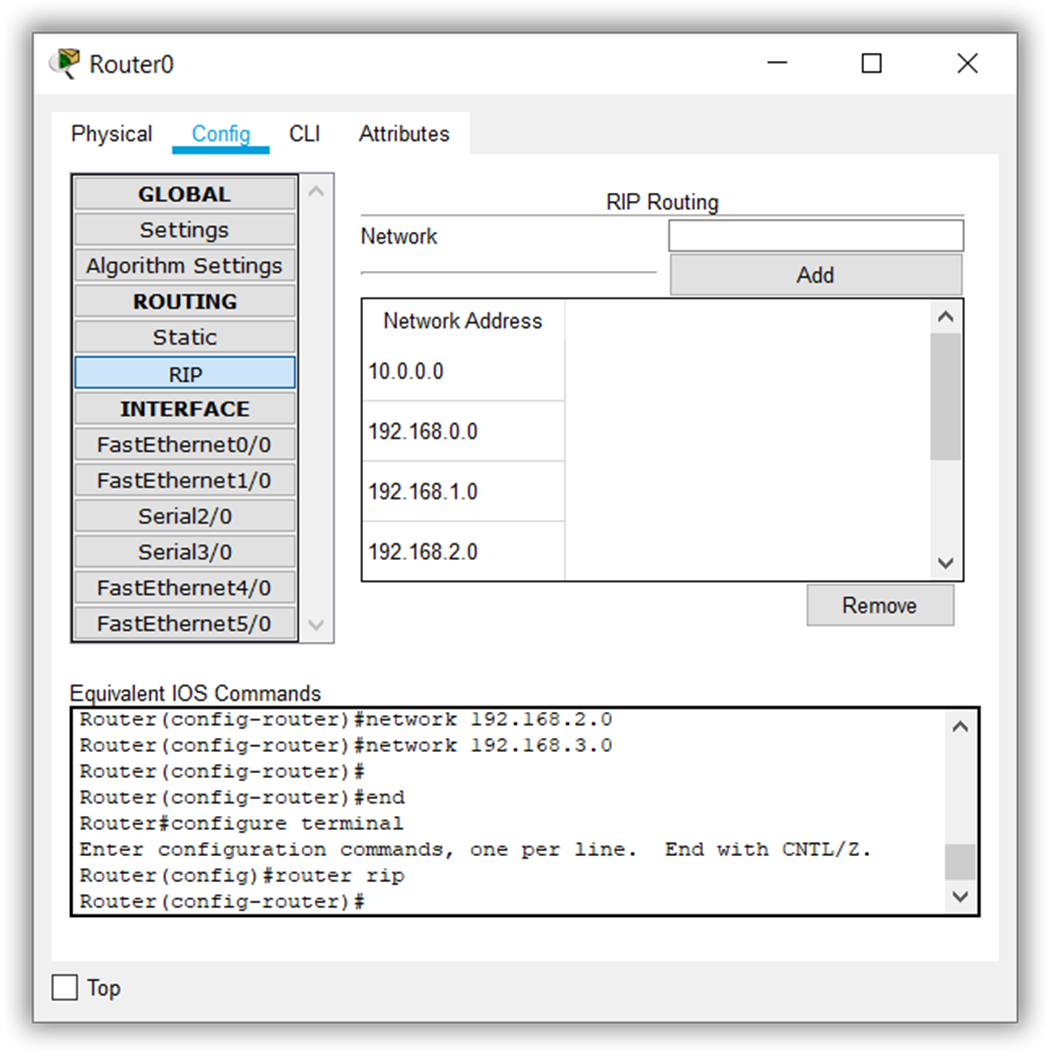 Router0
Physical Config CLI Attributes
GLOBAL
Settings
Algorithm Settings
ROUTING
Static
RIP
INTERFACE
FastEthernet0/0
FastEthernet1/0
Serial2/0
Serial3/0
FastEthernet4/0
FastEthernet5/0
RIP Routing
Network
Add
Network Address
10.0.0.0
192.168.0.0
192.168.1.0
192.168.2.0
Remove
Equivalent IOS Commands
Router(config-router)#network 192.168.2.0
Router(config-router)#network 192.168.3.0
Router(config-router)#
Router(config-router)#end
Router#configure terminal
Enter configuration commands, one per line.  End with CNTL/Z.
Router(config)#router rip
Router(config-router)#
Top